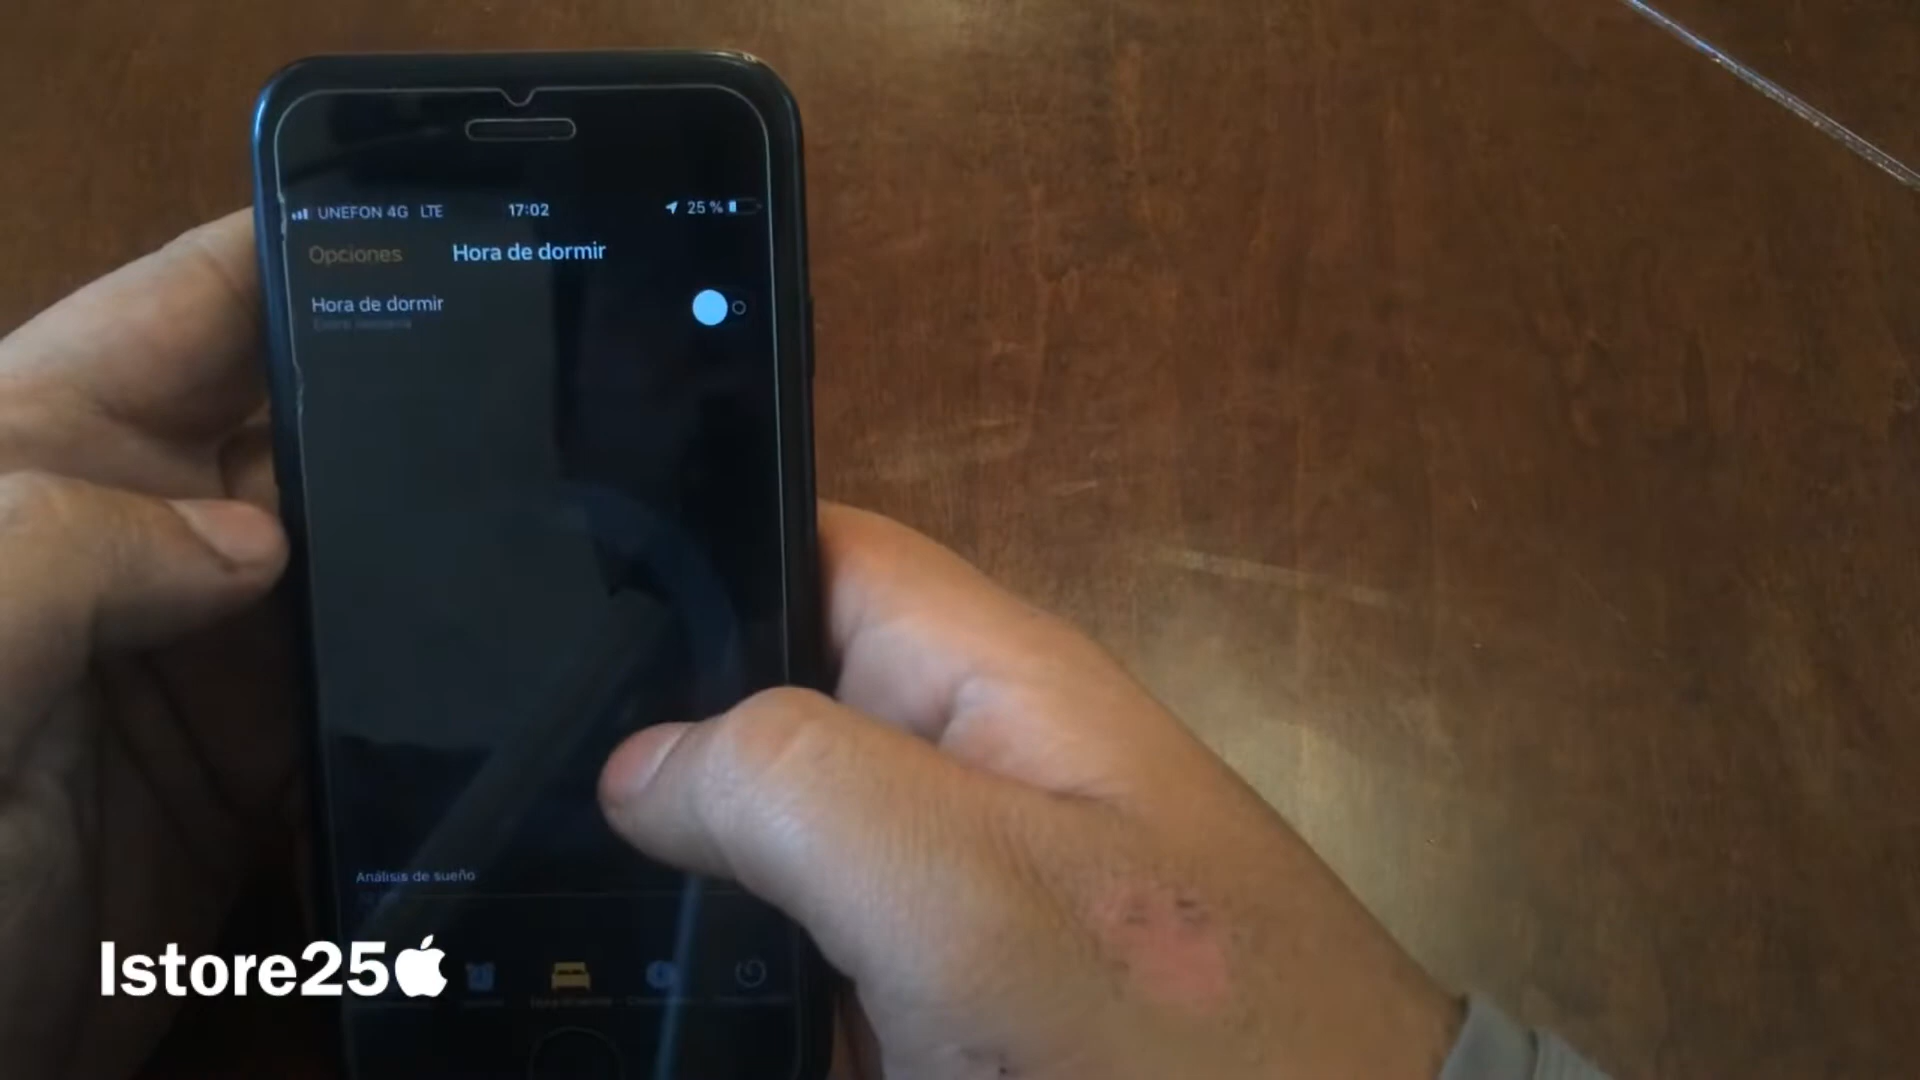 UNEFON 4G LTE 17:02 25 %
Opciones Hora de dormir
Hora de dormir
Análisis de sueño
Istore25